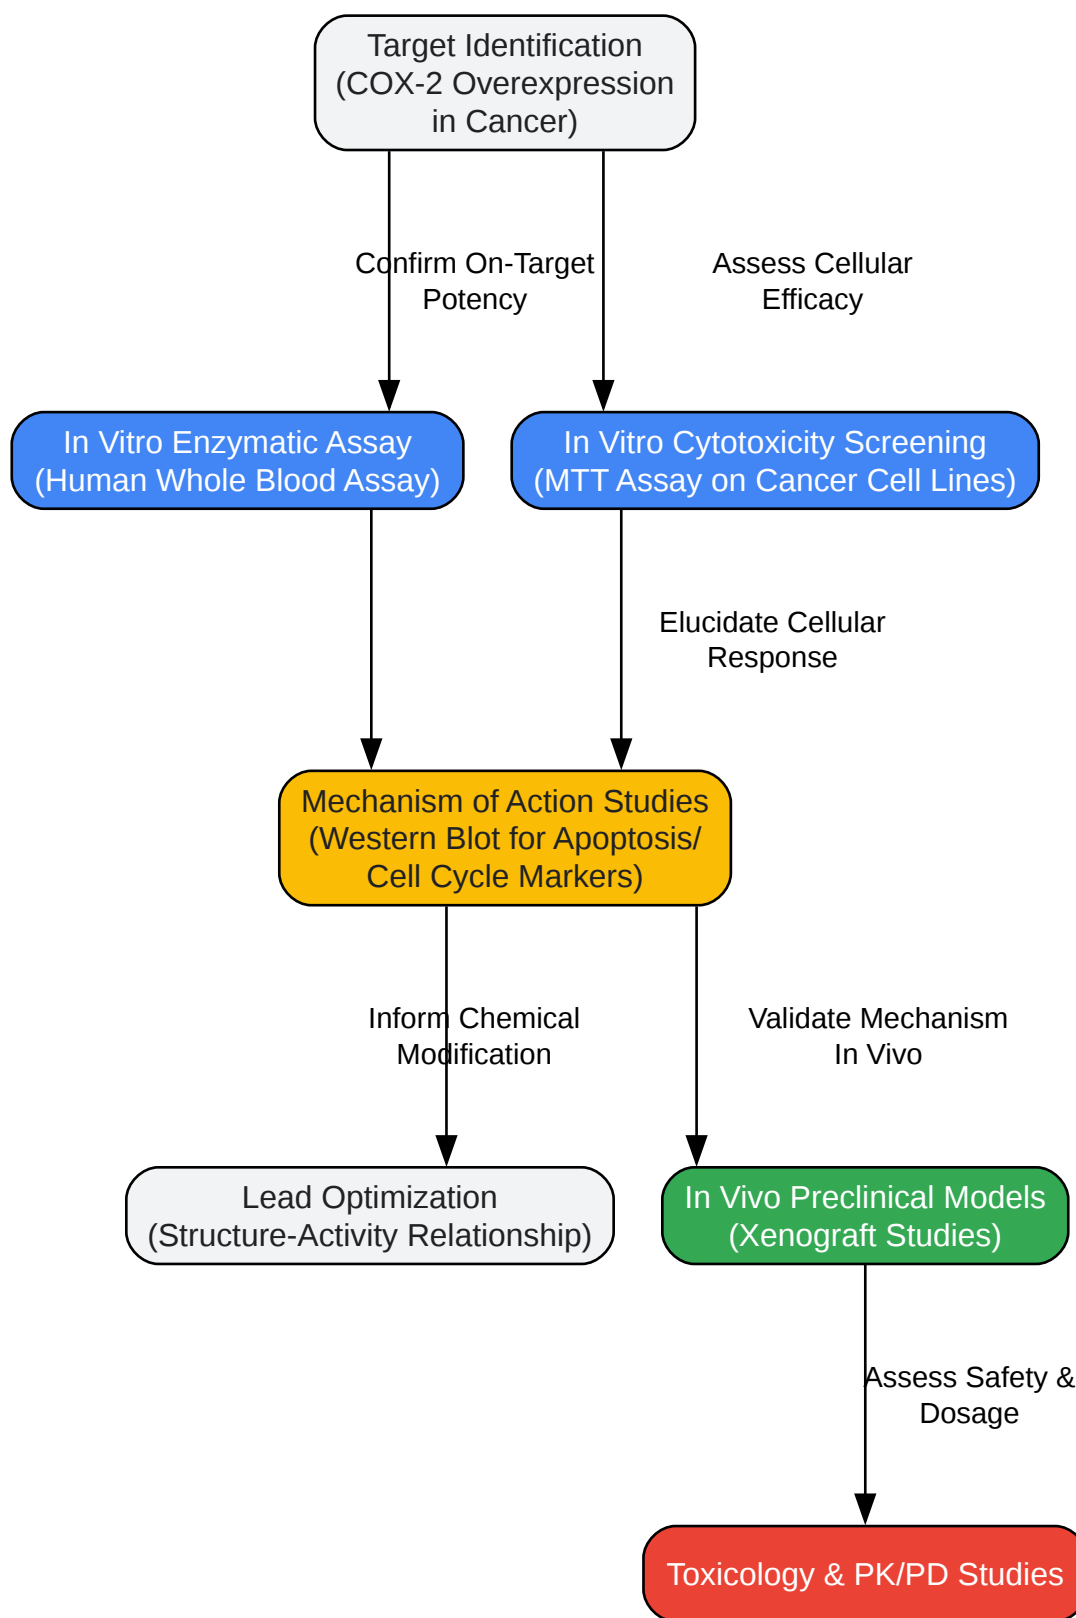 Target Identification
(COX-2 Overexpression
in Cancer)
Confirm On-Target
Potency
Assess Cellular
Efficacy
In Vitro Enzymatic Assay
(Human Whole Blood Assay)
In Vitro Cytotoxicity Screening
(MTT Assay on Cancer Cell Lines)
Elucidate Cellular
Response
Mechanism of Action Studies
(Western Blot for Apoptosis/
Cell Cycle Markers)
Inform Chemical
Modification
Validate Mechanism
In Vivo
Lead Optimization
(Structure-Activity Relationship)
In Vivo Preclinical Models
(Xenograft Studies)
Assess Safety &
Dosage
Toxicology & PK/PD Studies